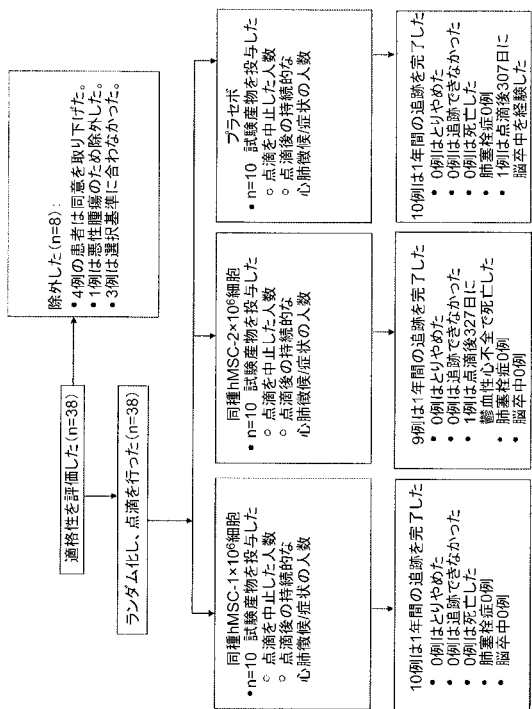 適格性を評価した(n=38)
除外した(n=8):
•4例の患者は同意を取り下げた。
•1例は悪性腫瘍のため除外した。
•3例は選択基準に合わなかった。
ランダム化し、点滴を行った(n=38)
同種hMSC-1×10⁶細胞
•n=10 試験産物を投与した
○ 点滴を中止した人数
○ 点滴後の持続的な
心肺徴候/症状の人数
同種hMSC-2×10⁶細胞
•n=10 試験産物を投与した
○ 点滴を中止した人数
○ 点滴後の持続的な
心肺徴候/症状の人数
プラセボ
•n=10 試験産物を投与した
○ 点滴を中止した人数
○ 点滴後の持続的な
心肺徴候/症状の人数
10例は1年間の追跡を完了した
• 0例はとりやめた
• 0例は追跡できなかった
• 0例は死亡した
• 肺塞栓症0例
• 脳卒中0例
9例は1年間の追跡を完了した
• 0例はとりやめた
• 0例は追跡できなかった
• 1例は点滴後327日に
鬱血性心不全で死亡した
• 肺塞栓症0例
• 脳卒中0例
10例は1年間の追跡を完了した
• 0例はとりやめた
• 0例は追跡できなかった
• 0例は死亡した
• 肺塞栓症0例
• 1例は点滴後307日に
脳卒中を経験した